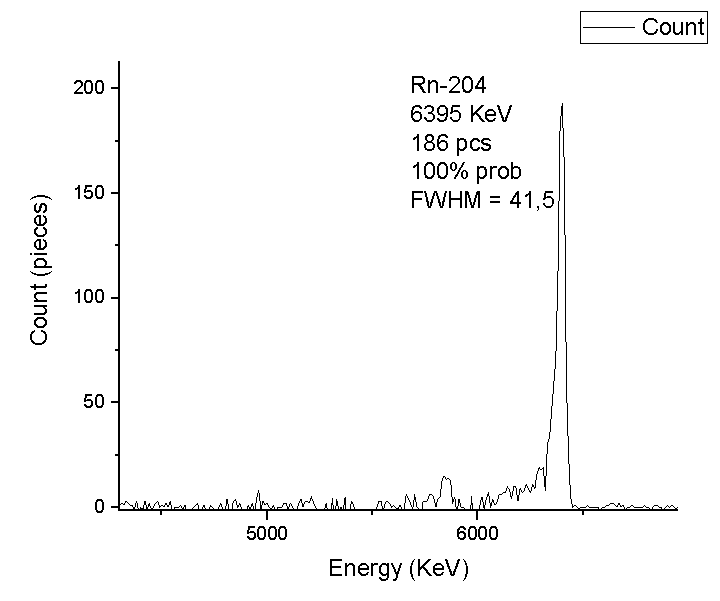 Count
Rn-204
6395 KeV
186 pcs
100% prob
FWHM = 41,5
200
150
100
50
0
Count (pieces)
5000
6000
Energy (KeV)